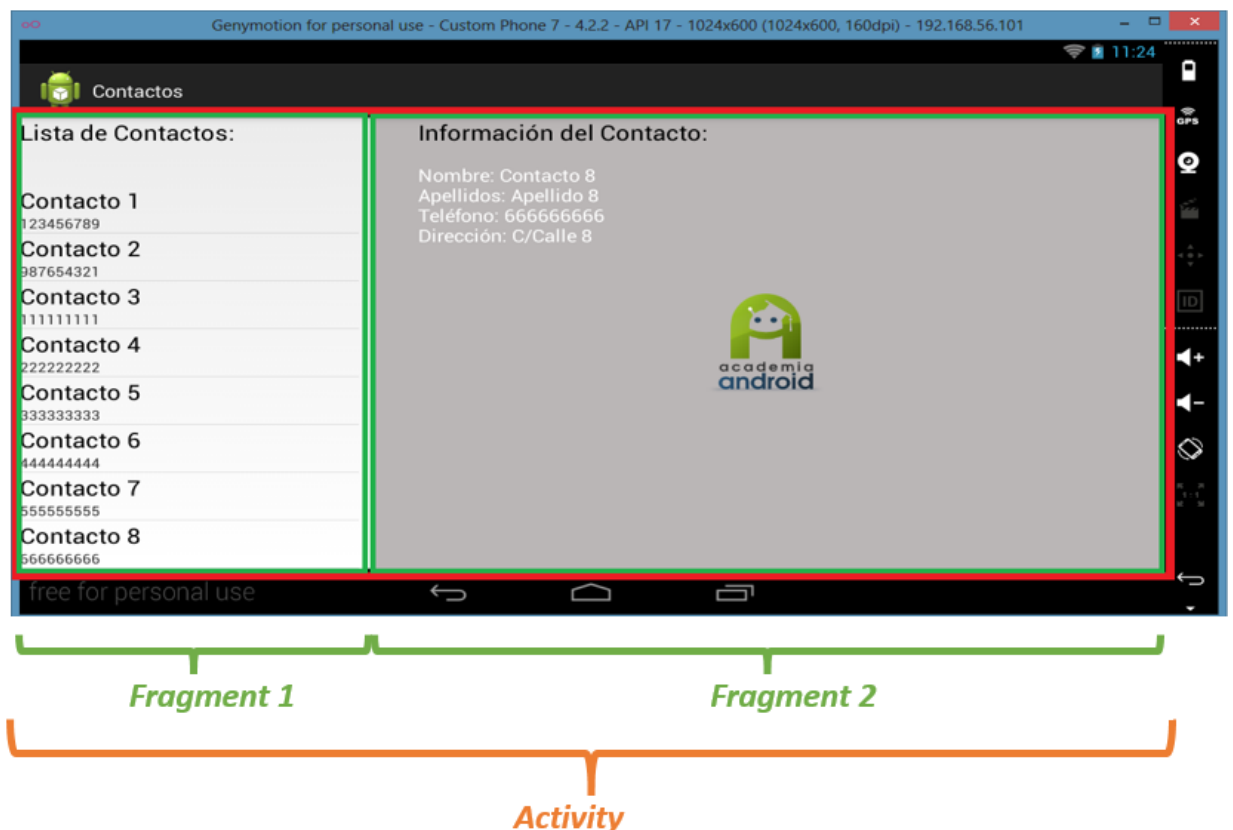 Genymotion for personal use - Custom Phone 7 - 4.2.2 - API 17 - 1024x600 (1024x600, 160dpi) - 192.168.56.101
11:24
Contactos
GPS
Lista de Contactos:
Contacto 1
123456789
Contacto 2
987654321
Contacto 3
111111111
Contacto 4
222222222
Contacto 5
333333333
Contacto 6
444444444
Contacto 7
555555555
Contacto 8
666666666
Información del Contacto:
Nombre: Contacto 8
Apellidos: Apellido 8
Teléfono: 666666666
Dirección: C/Calle 8
academia
android
ID
1:1
free for personal use
Fragment 1
Fragment 2
Activity